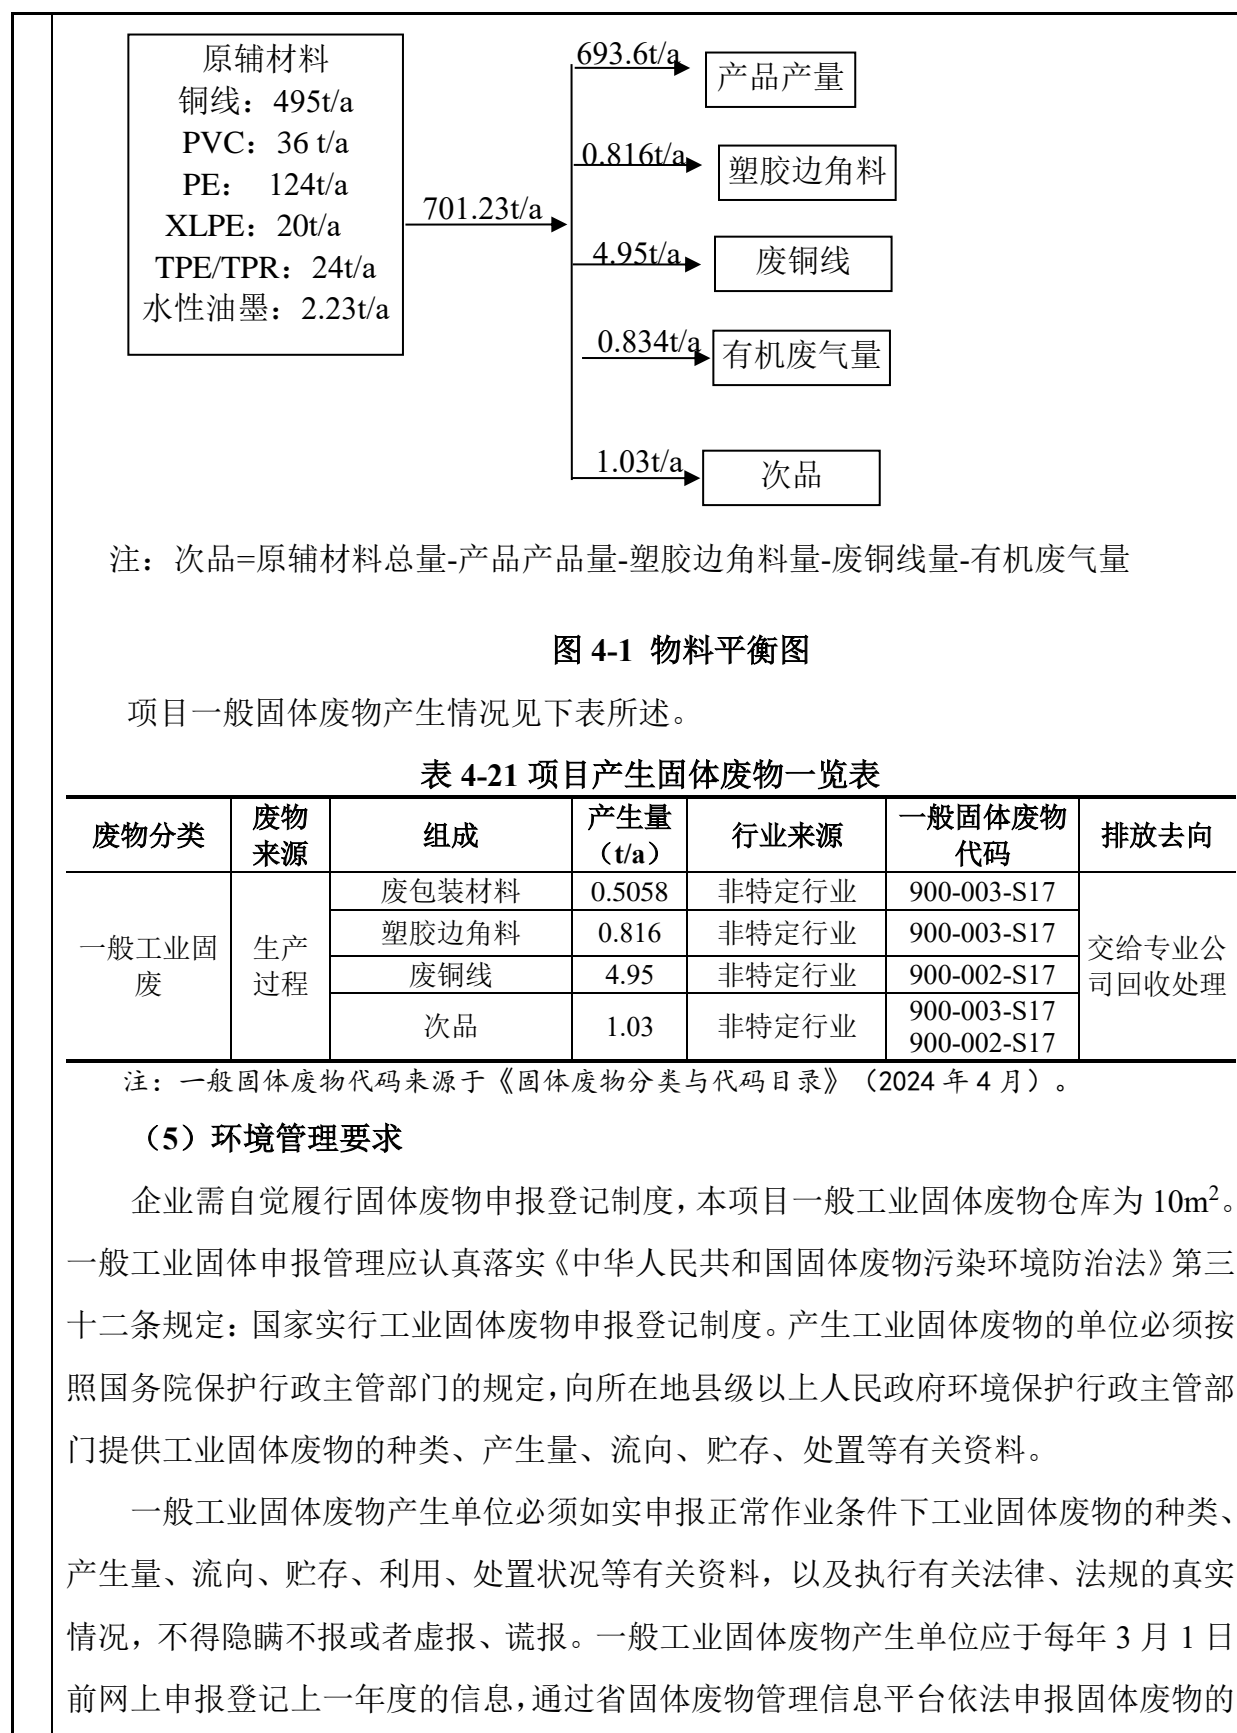 原辅材料
铜线：495t/a
PVC：36 t/a
PE： 124t/a
XLPE：20t/a
TPE/TPR：24t/a
水性油墨：2.23t/a
701.23t/a
693.6t/a
产品产量
0.816t/a
塑胶边角料
4.95t/a
废铜线
0.834t/a
有机废气量
1.03t/a
次品
注：次品=原辅材料总量-产品产品量-塑胶边角料量-废铜线量-有机废气量
图 4-1 物料平衡图
项目一般固体废物产生情况见下表所述。
表 4-21 项目产生固体废物一览表
废物分类 废物来源 组成 产生量（t/a） 行业来源 一般固体废物代码 排放去向
一般工业固废 生产过程 废包装材料 0.5058 非特定行业 900-003-S17 交给专业公司回收处理
塑胶边角料 0.816 非特定行业 900-003-S17
废铜线 4.95 非特定行业 900-002-S17
次品 1.03 非特定行业 900-003-S17 900-002-S17
注：一般固体废物代码来源于《固体废物分类与代码目录》（2024 年 4 月）。
（5）环境管理要求
企业需自觉履行固体废物申报登记制度，本项目一般工业固体废物仓库为 10m²。
一般工业固体申报管理应认真落实《中华人民共和国固体废物污染环境防治法》第三
十二条规定：国家实行工业固体废物申报登记制度。产生工业固体废物的单位必须按
照国务院保护行政主管部门的规定，向所在地县级以上人民政府环境保护行政主管部
门提供工业固体废物的种类、产生量、流向、贮存、处置等有关资料。
一般工业固体废物产生单位必须如实申报正常作业条件下工业固体废物的种类、
产生量、流向、贮存、利用、处置状况等有关资料，以及执行有关法律、法规的真实
情况，不得隐瞒不报或者虚报、谎报。一般工业固体废物产生单位应于每年 3 月 1 日
前网上申报登记上一年度的信息，通过省固体废物管理信息平台依法申报固体废物的